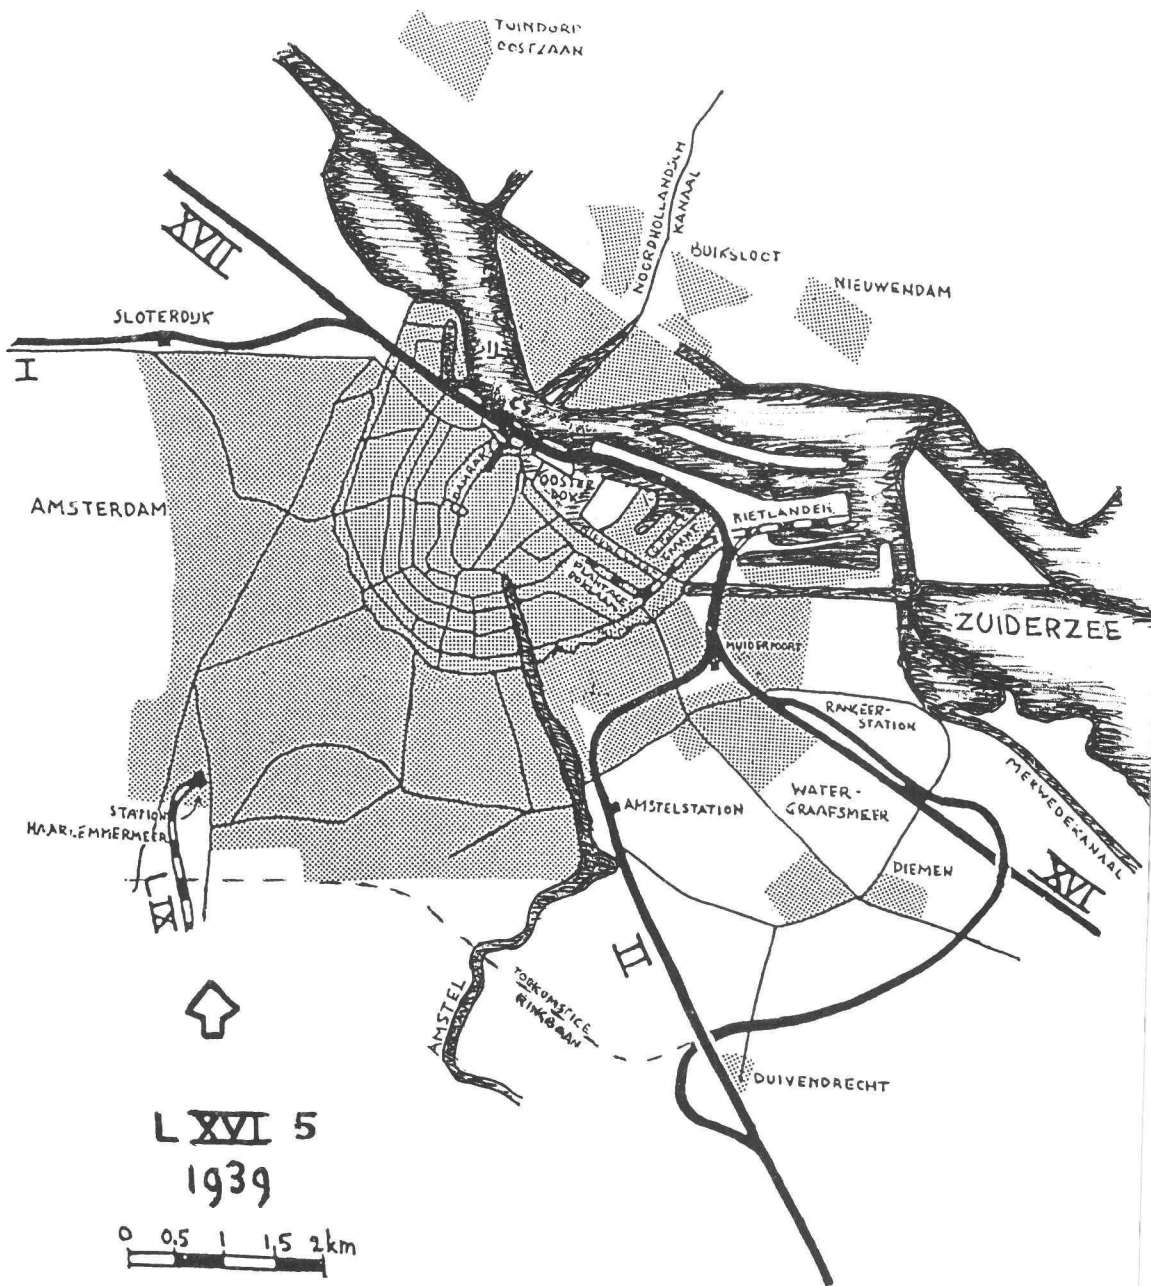 TUINDORP
OOSTZAAN
NOORDHOLLANDSCH
KANAAL
XVII
BUIKSLOOT
NIEUWENDAM
SLOTERDIJK
IJ
I
CS
DAMRAK
OOSTER
DOK
AMSTERDAM
RIETLANDEN
PLANTAGE
ZUIDERZEE
MUIDERPOORT
RANGEER-
STATION
MERWEDEKANAAL
WATER-
GRAAFSMEER
AMSTELSTATION
STATION
HAARLEMMERMEER
DIEMEN
XVI
LIX
II
TOEKOMSTIGE
RINGBAAN
AMSTEL
DUIVENDRECHT
L XVI 5
1939
0 0.5 1 1,5 2km